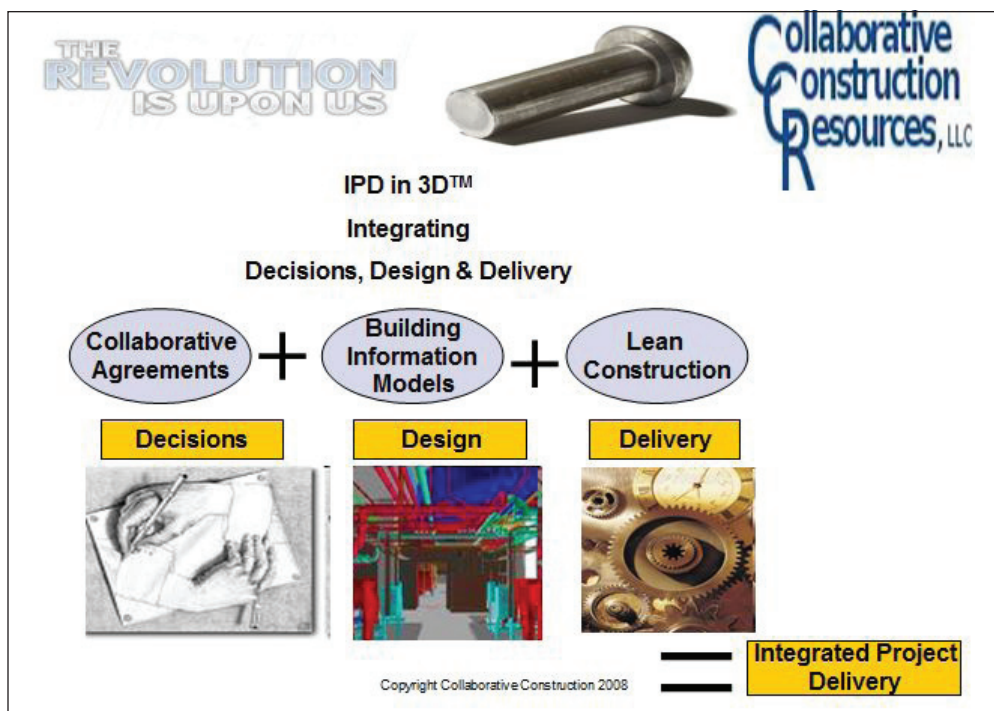 THE
REVOLUTION
IS UPON US
Collaborative
Construction
Resources, LLC
IPD in 3D™
Integrating
Decisions, Design & Delivery
Collaborative
Agreements
+
Building
Information
Models
+
Lean
Construction
Decisions
Design
Delivery
=
Integrated Project
Delivery
Copyright Collaborative Construction 2008